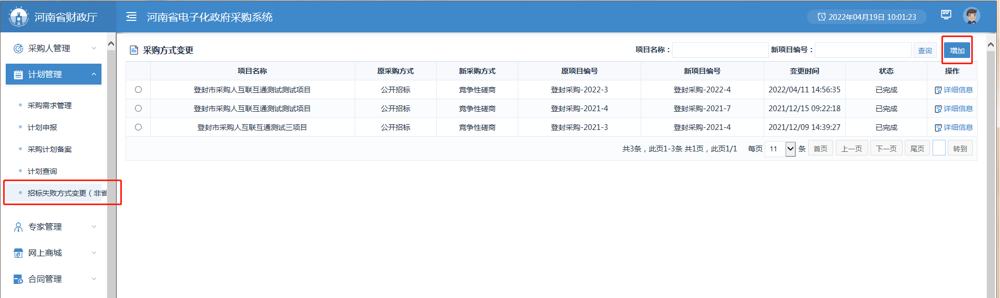 河南省财政厅
河南省电子化政府采购系统
2022年04月19日 10:01:23
采购人管理
计划管理
采购需求管理
计划申报
采购计划备案
计划查询
招标失败方式变更（非省
专家管理
网上商城
合同管理
采购方式变更
项目名称： 新项目编号： 查询 增加
项目名称 原采购方式 新采购方式 原项目编号 新项目编号 变更时间 状态 操作
登封市采购人互联互通测试测试项目 公开招标 竞争性磋商 登封采购-2022-3 登封采购-2022-4 2022/04/11 14:56:35 已完成 详细信息
登封市采购人互联互通测试测试项目 公开招标 竞争性磋商 登封采购-2021-4 登封采购-2021-7 2021/12/15 09:22:18 已完成 详细信息
登封市采购人互联互通测试三项目 公开招标 竞争性磋商 登封采购-2021-3 登封采购-2021-4 2021/12/09 14:39:27 已完成 详细信息
共3条，此页1-3条 共1页，此页1/1 每页 11 条 首页 上一页 下一页 尾页 转到